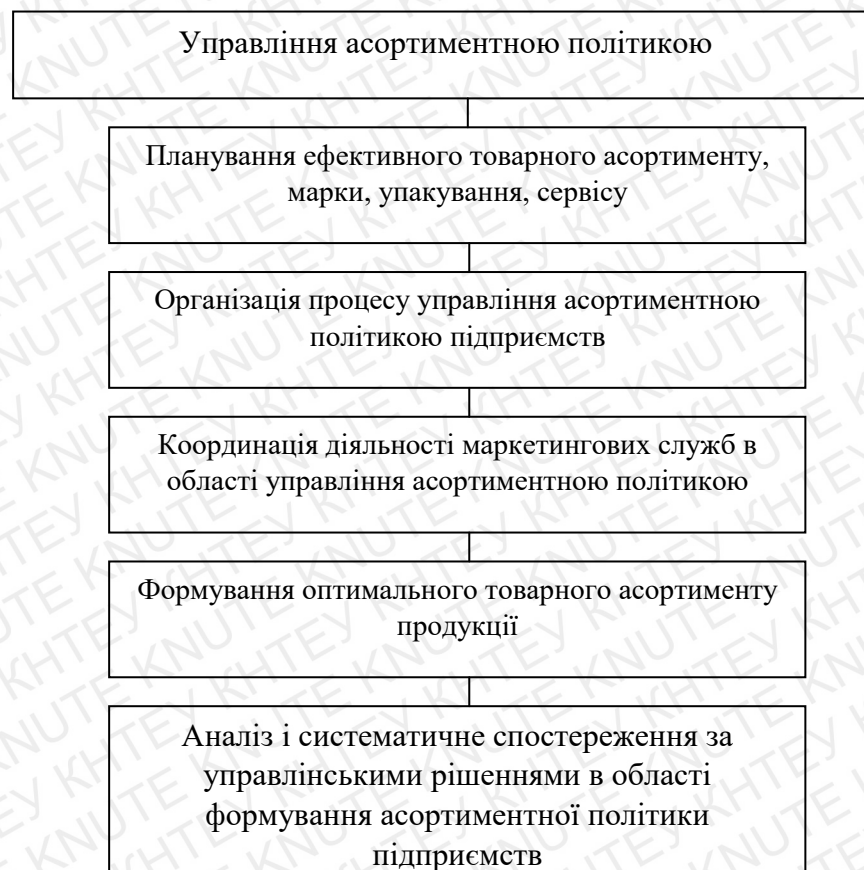 Управління асортиментною політикою
Планування ефективного товарного асортименту,
марки, упакування, сервісу
Організація процесу управління асортиментною
політикою підприємств
Координація діяльності маркетингових служб в
області управління асортиментною політикою
Формування оптимального товарного асортименту
продукції
Аналіз і систематичне спостереження за
управлінськими рішеннями в області
формування асортиментної політики
підприємств